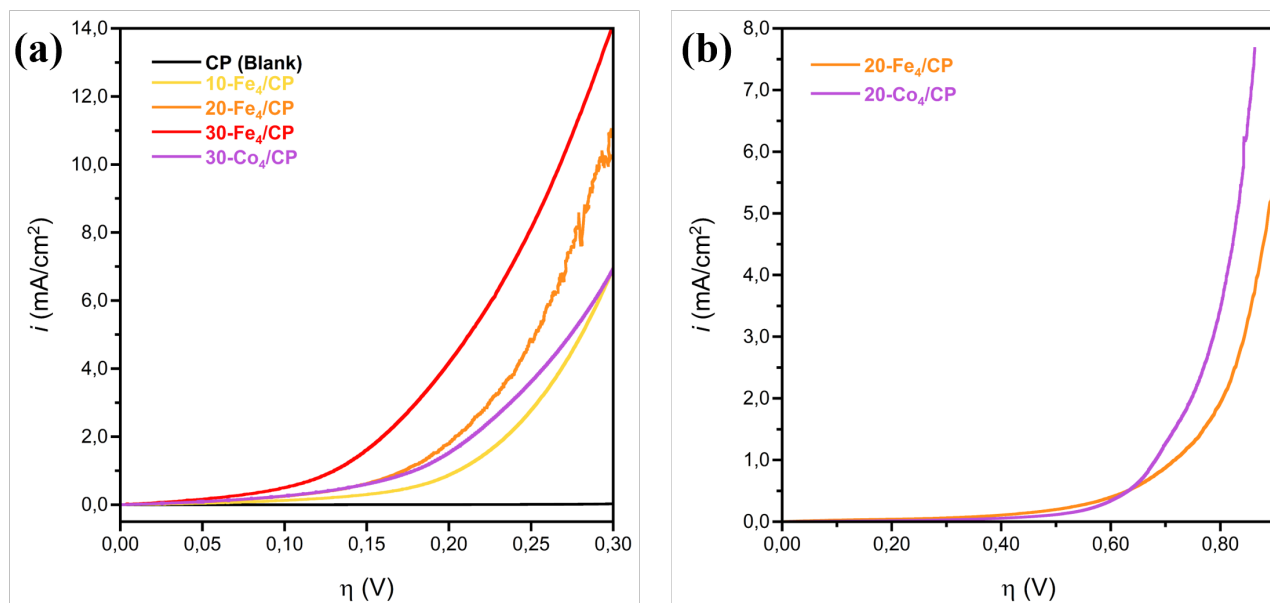 (a)
CP (Blank)
10-Fe₄/CP
20-Fe₄/CP
30-Fe₄/CP
30-Co₄/CP
14,0
12,0
10,0
8,0
6,0
4,0
2,0
0,0
i (mA/cm²)
0,00 0,05 0,10 0,15 0,20 0,25 0,30
η (V)
(b)
20-Fe₄/CP
20-Co₄/CP
8,0
7,0
6,0
5,0
4,0
3,0
2,0
1,0
0,0
i (mA/cm²)
0,00 0,20 0,40 0,60 0,80
η (V)